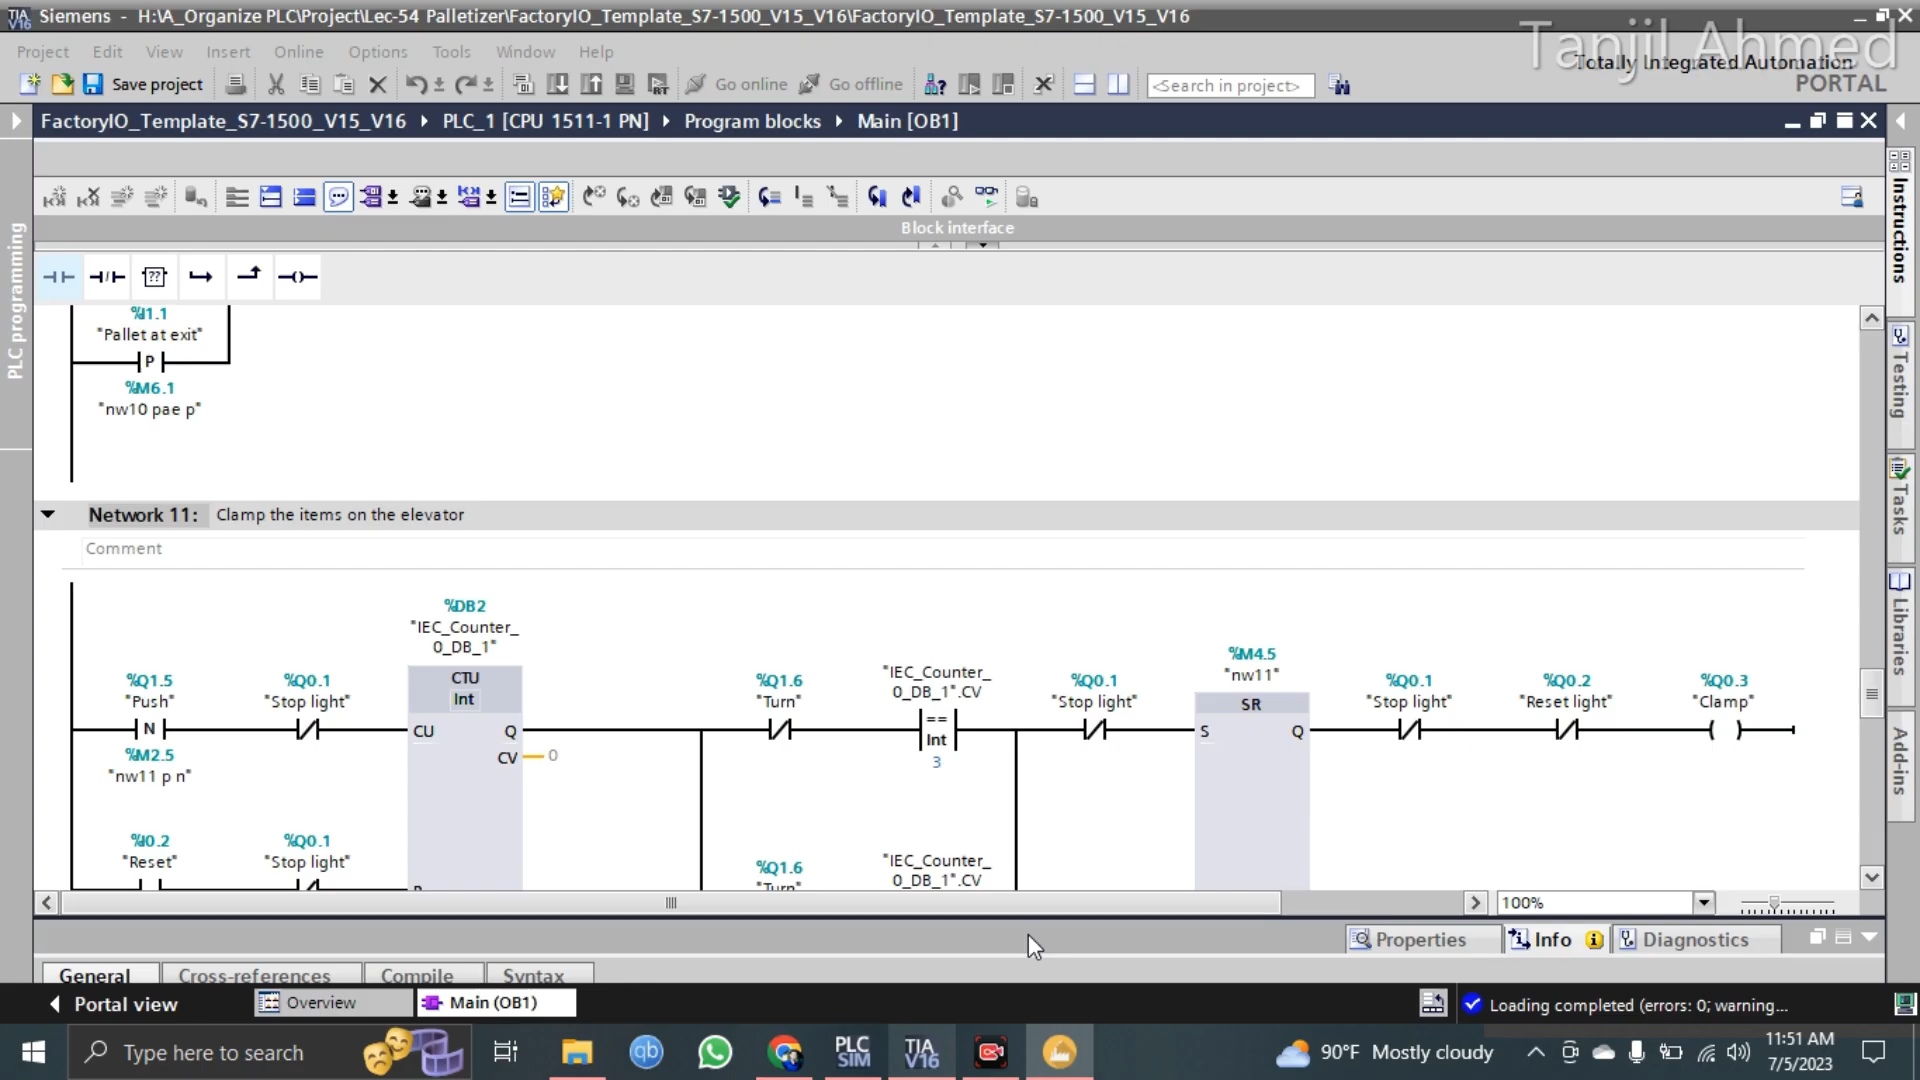 Siemens - H:\A_Organize PLC\Project\Lec-54 Palletizer\FactoryIO_Template_S7-1500_V15_V16\FactoryIO_Template_S7-1500_V15_V16
Tanjil Ahmed
Project Edit View Insert Online Options Tools Window Help
Totally Integrated Automation
PORTAL
Save project
Go online
Go offline
<Search in project>
FactoryIO_Template_S7-1500_V15_V16 PLC_1 [CPU 1511-1 PN] Program blocks Main [OB1]
Block interface
PLC programming
Instructions
Testing
Tasks
Libraries
Add-ins
??
%I1.1
"Pallet at exit"
P
%M6.1
"nw10 pae p"
Network 11: Clamp the items on the elevator
Comment
%DB2
"IEC_Counter_
0_DB_1"
CTU
Int
%Q1.5
"Push"
N
%M2.5
"nw11 p n"
%Q0.1
"Stop light"
CU
Q
CV
0
%Q1.6
"Turn"
"IEC_Counter_
0_DB_1".CV
==
Int
3
%Q0.1
"Stop light"
%M4.5
"nw11"
SR
S
Q
%Q0.1
"Stop light"
%Q0.2
"Reset light"
%Q0.3
"Clamp"
%I0.2
"Reset"
%Q0.1
"Stop light"
R
%Q1.6
"Turn"
"IEC_Counter_
0_DB_1".CV
100%
Properties Info Diagnostics
General Cross-references Compile Syntax
Portal view Overview Main (OB1)
Loading completed (errors: 0; warning...
Type here to search
qb
PLC
SIM
TIA
V16
90°F Mostly cloudy
11:51 AM
7/5/2023